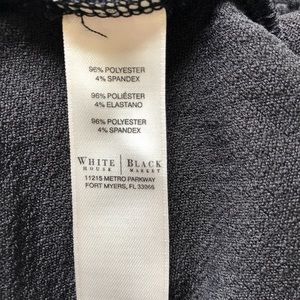 96% POLYESTER
4% SPANDEX
96% POLIÉSTER
4% ELASTANO
96% POLYESTER
4% SPANDEX
WHITE | BLACK
HOUSE | MARKET
11215 METRO PARKWAY
FORT MYERS, FL 33966